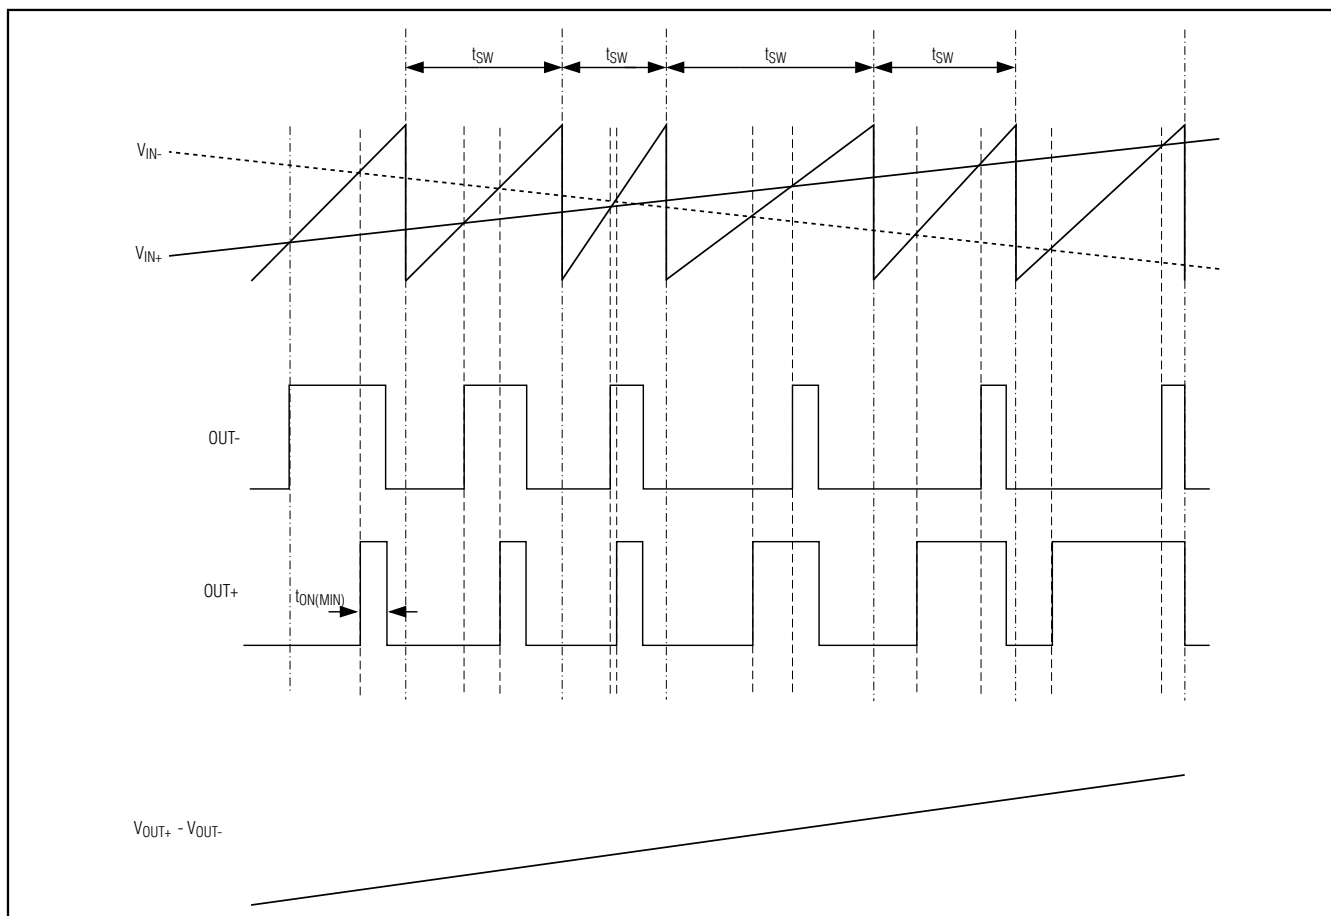 tSW tSW tSW tSW
VIN-
VIN+
OUT-
OUT+
tON(MIN)
VOUT+ - VOUT-